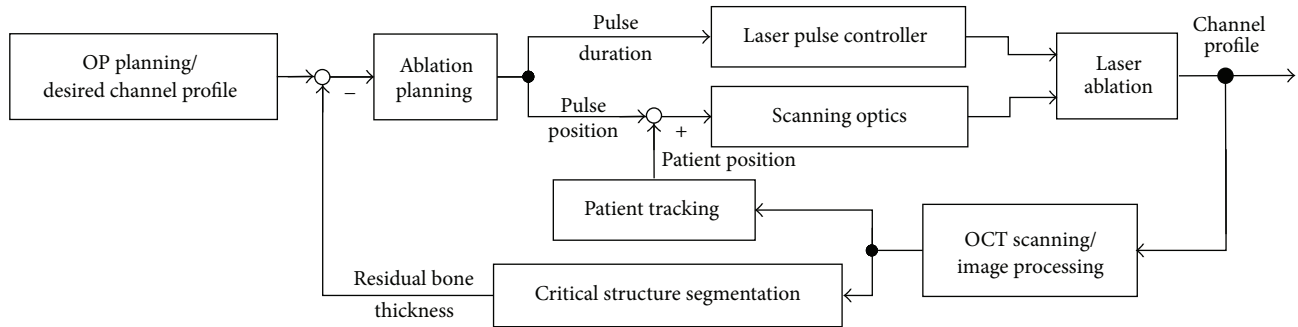 OP planning/
desired channel profile
−
Ablation
planning
Pulse
duration
Pulse
position
+
Patient position
Laser pulse controller
Scanning optics
Laser
ablation
Channel
profile
Patient tracking
OCT scanning/
image processing
Critical structure segmentation
Residual bone
thickness